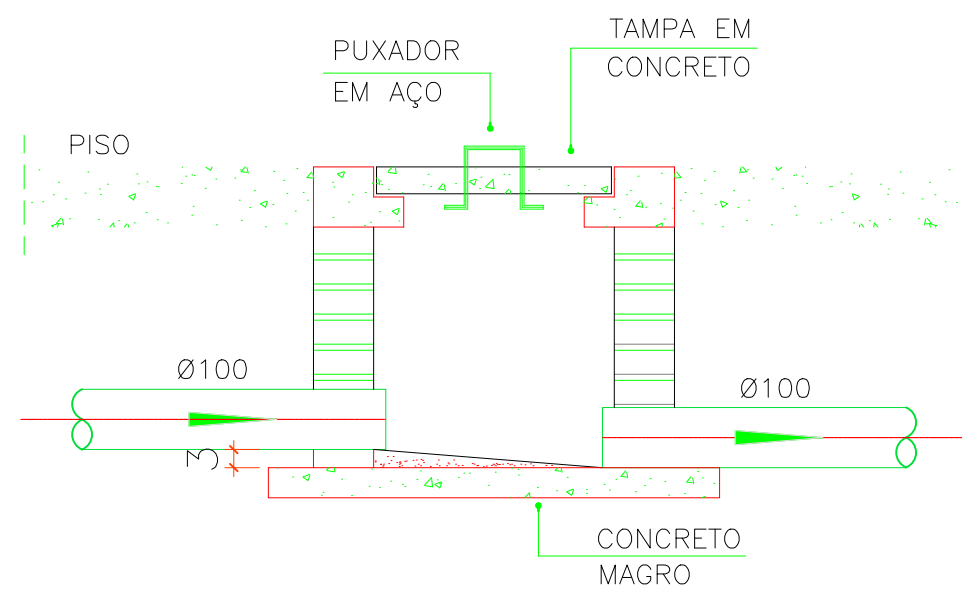 TAMPA EM
CONCRETO
PUXADOR
EM AÇO
PISO
Ø100
Ø100
3
CONCRETO
MAGRO